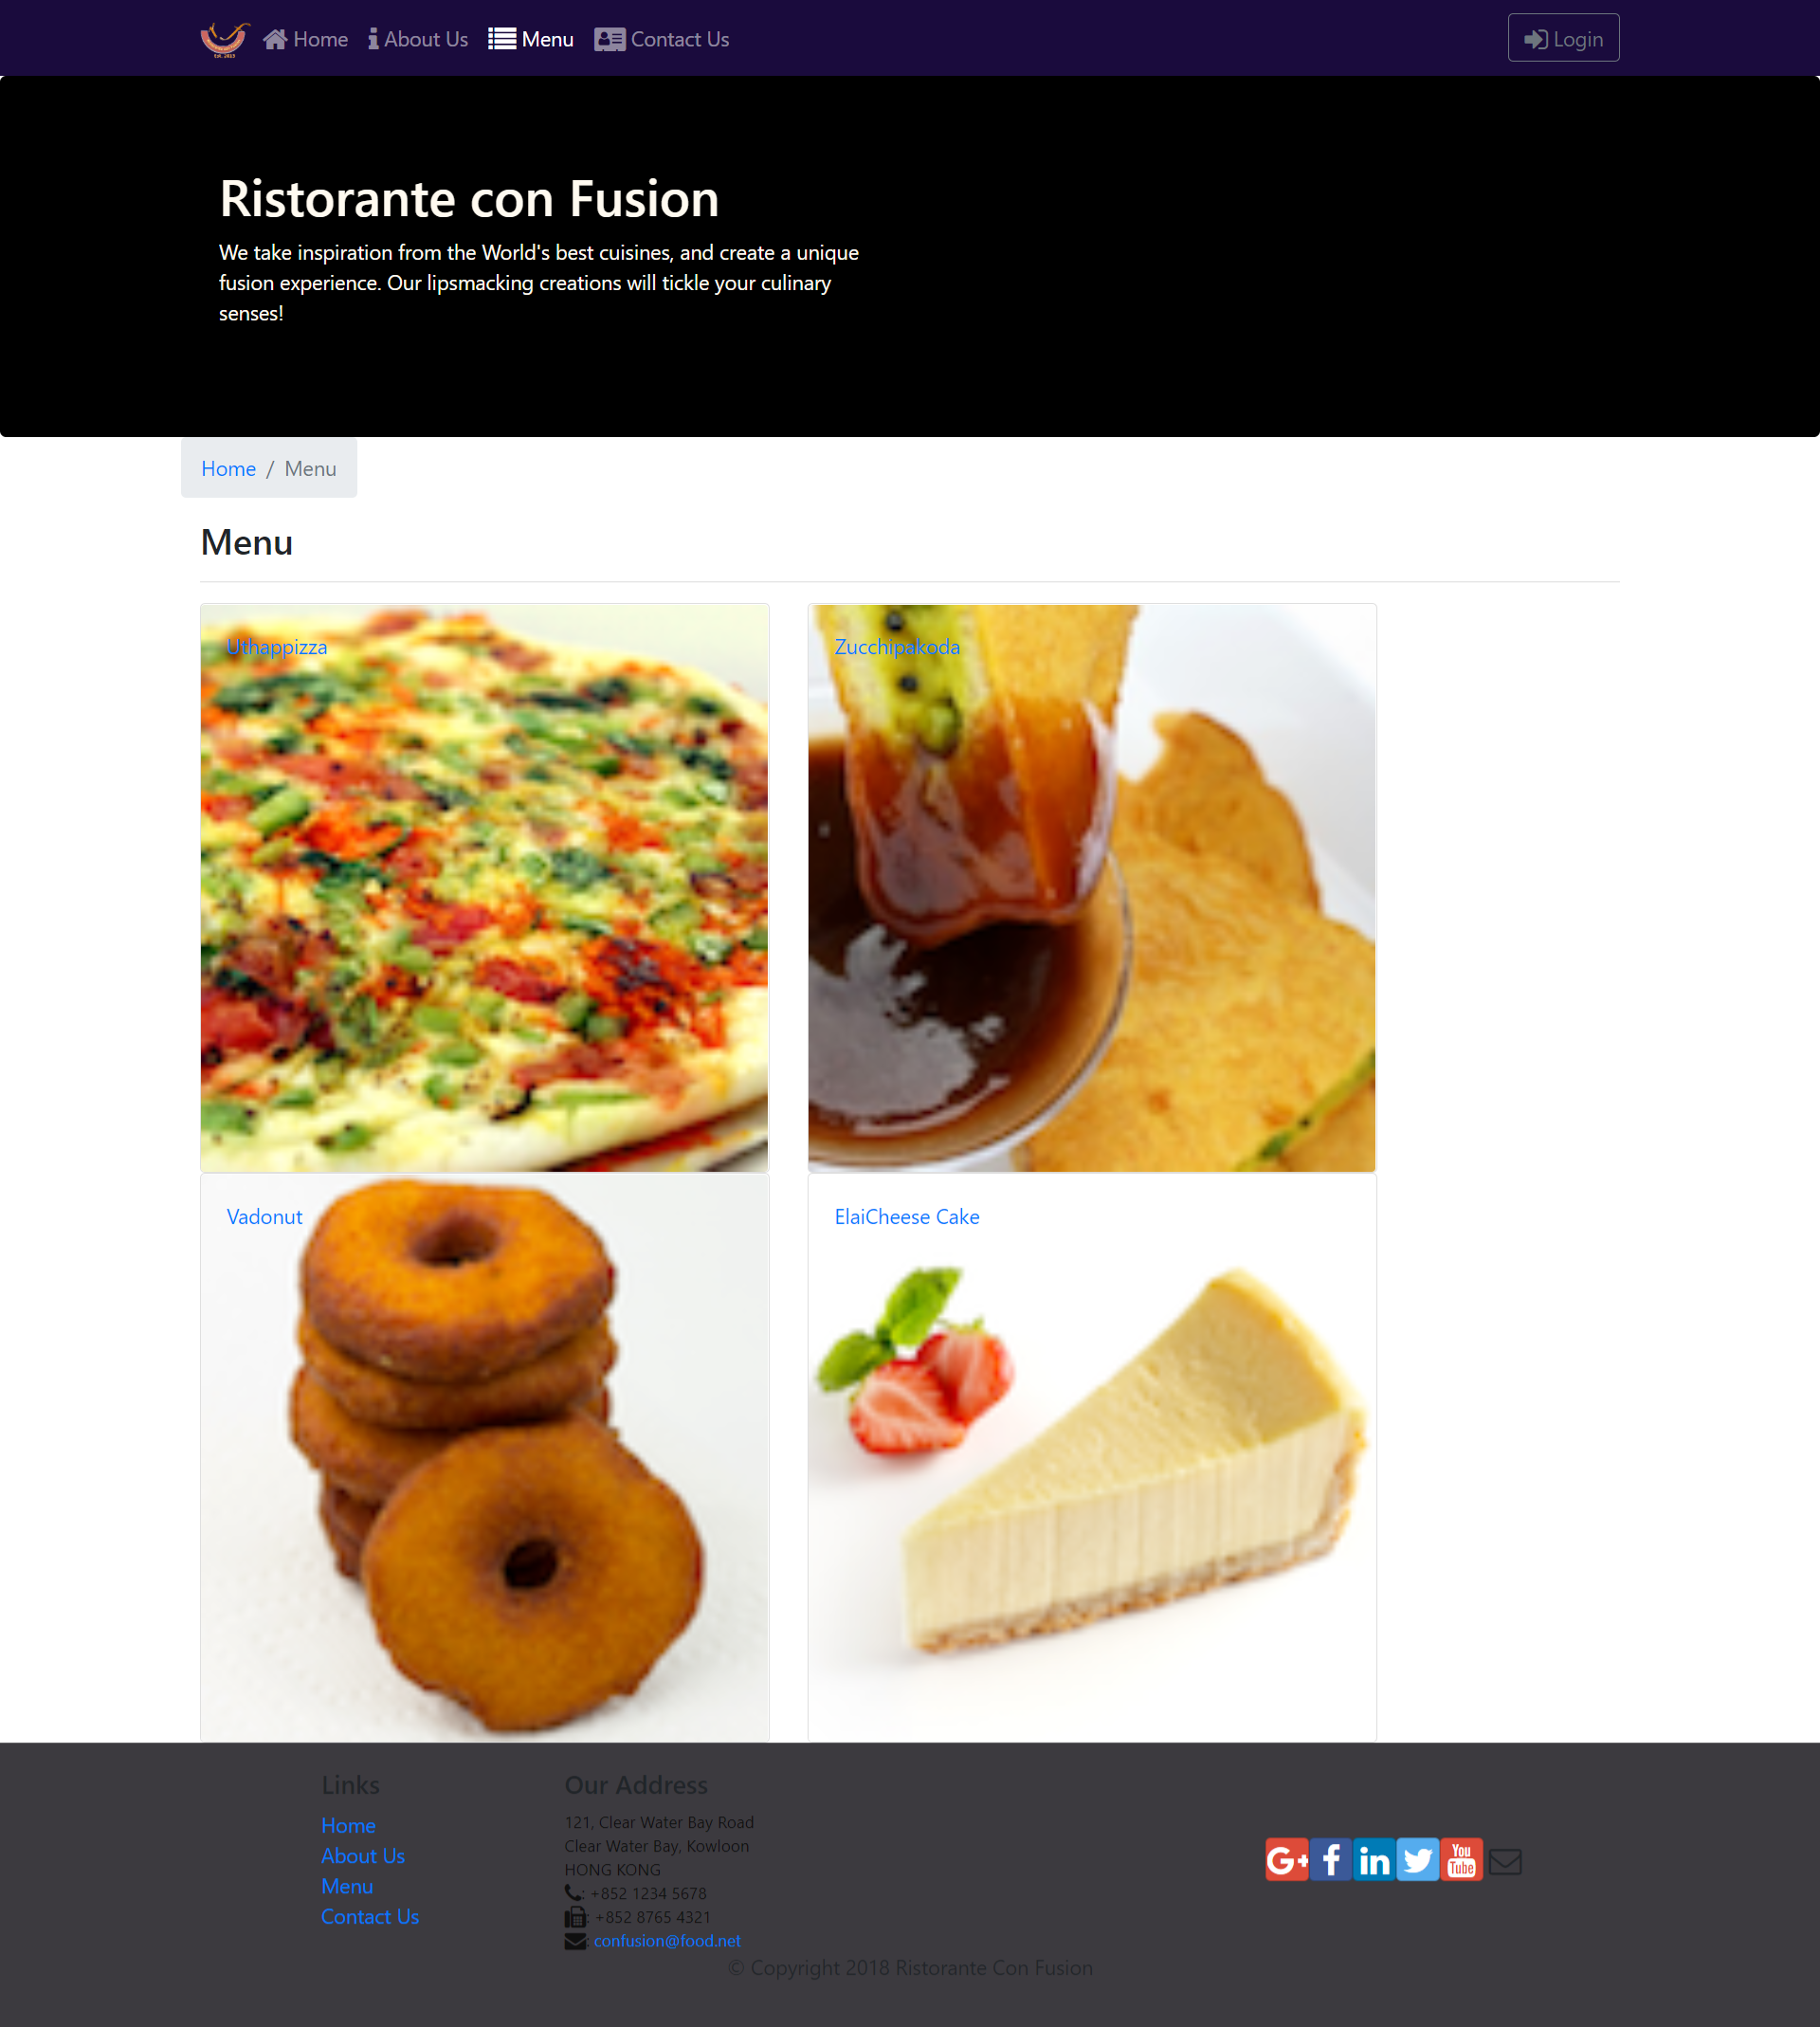 Home About Us Menu Contact Us Login
Ristorante con Fusion
We take inspiration from the World's best cuisines, and create a unique
fusion experience. Our lipsmacking creations will tickle your culinary
senses!
Home / Menu
Menu
Uthappizza
Zucchipakoda
Vadonut
ElaiCheese Cake
Links
Home
About Us
Menu
Contact Us
Our Address
121, Clear Water Bay Road
Clear Water Bay, Kowloon
HONG KONG
: +852 1234 5678
: +852 8765 4321
: confusion@food.net
G+ f in You Tube
© Copyright 2018 Ristorante Con Fusion